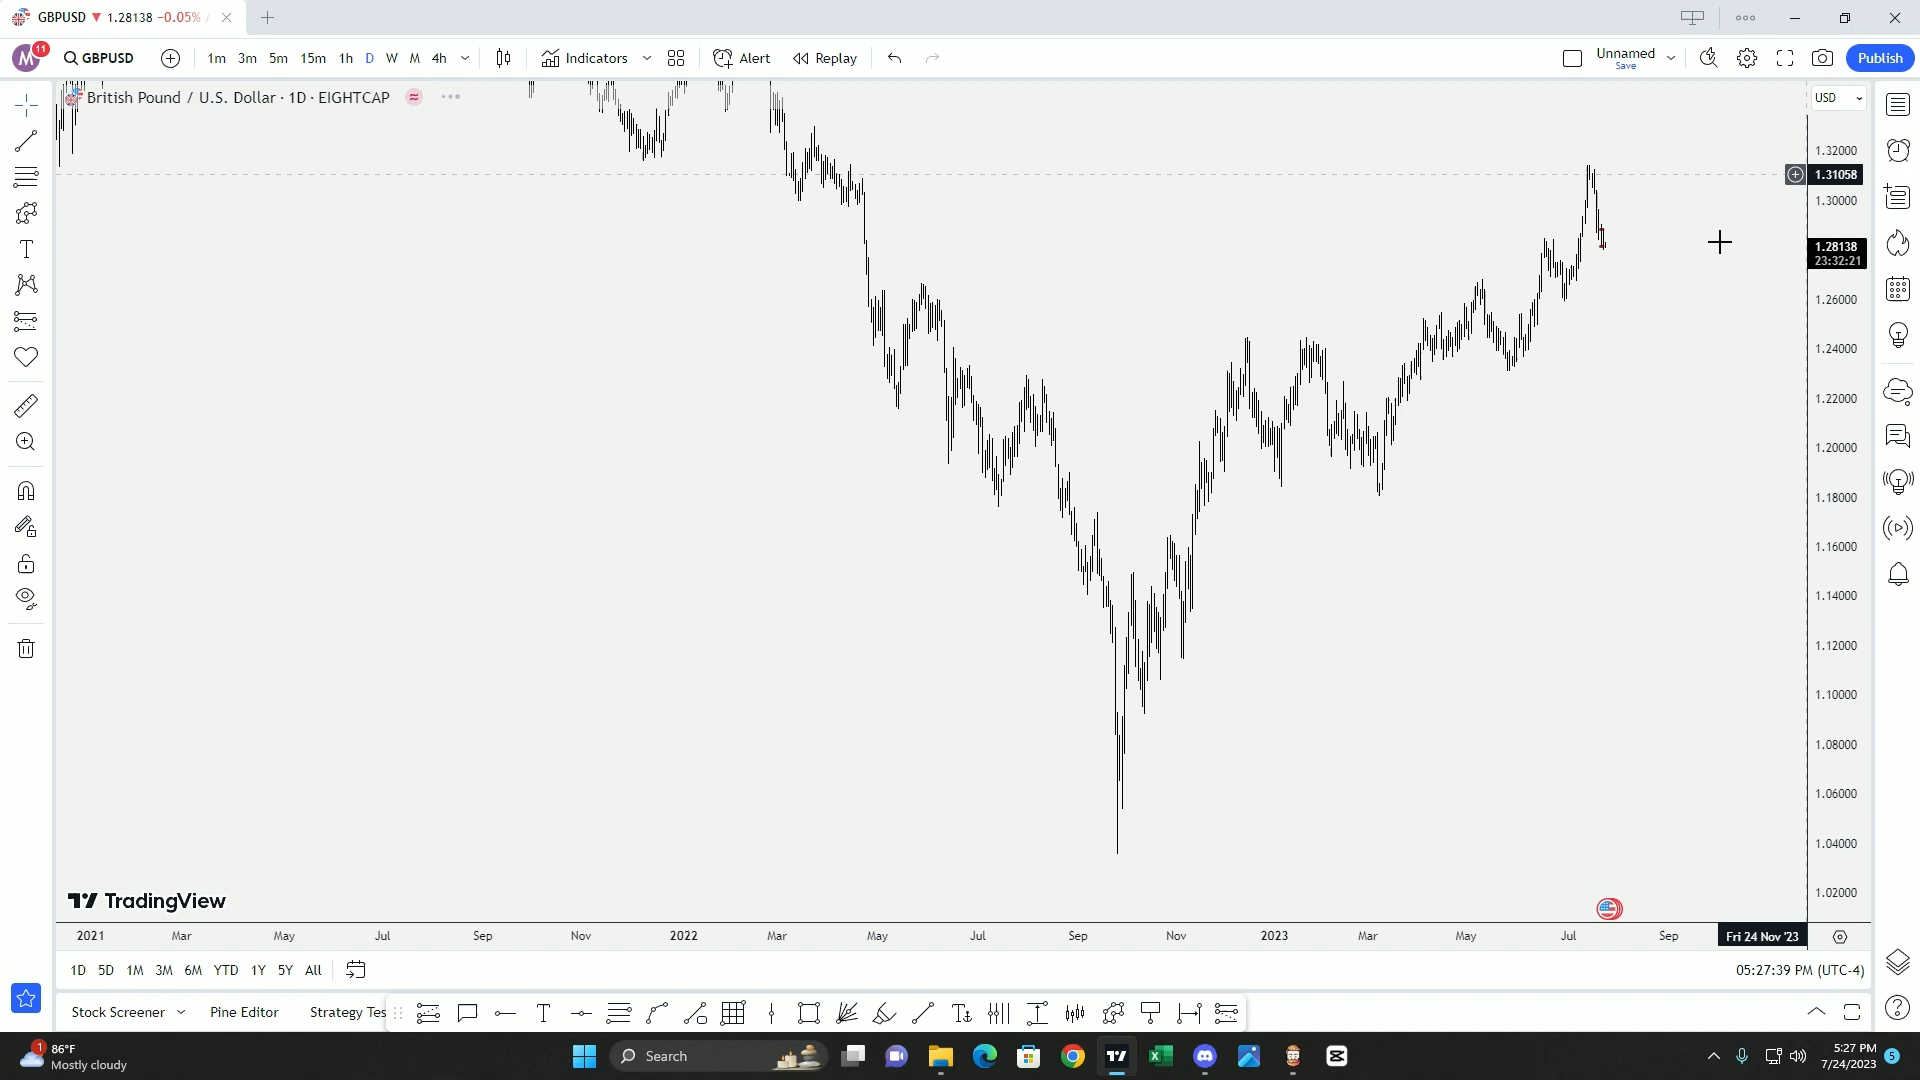 GBPUSD ▼ 1.28138 −0.05% /
M 11 GBPUSD 1m 3m 5m 15m 1h D W M 4h Indicators Alert Replay Unnamed Save Publish
British Pound / U.S. Dollar · 1D · EIGHTCAP
USD
1.32000
1.31058
1.30000
1.28138
23:32:21
1.26000
1.24000
1.22000
1.20000
1.18000
1.16000
1.14000
1.12000
1.10000
1.08000
1.06000
1.04000
1.02000
TradingView
2021 Mar May Jul Sep Nov 2022 Mar May Jul Sep Nov 2023 Mar May Jul Sep Fri 24 Nov '23
1D 5D 1M 3M 6M YTD 1Y 5Y All 05:27:39 PM (UTC-4)
Stock Screener Pine Editor Strategy Tes
1 86°F
Mostly cloudy
Search
5:27 PM
7/24/2023 5